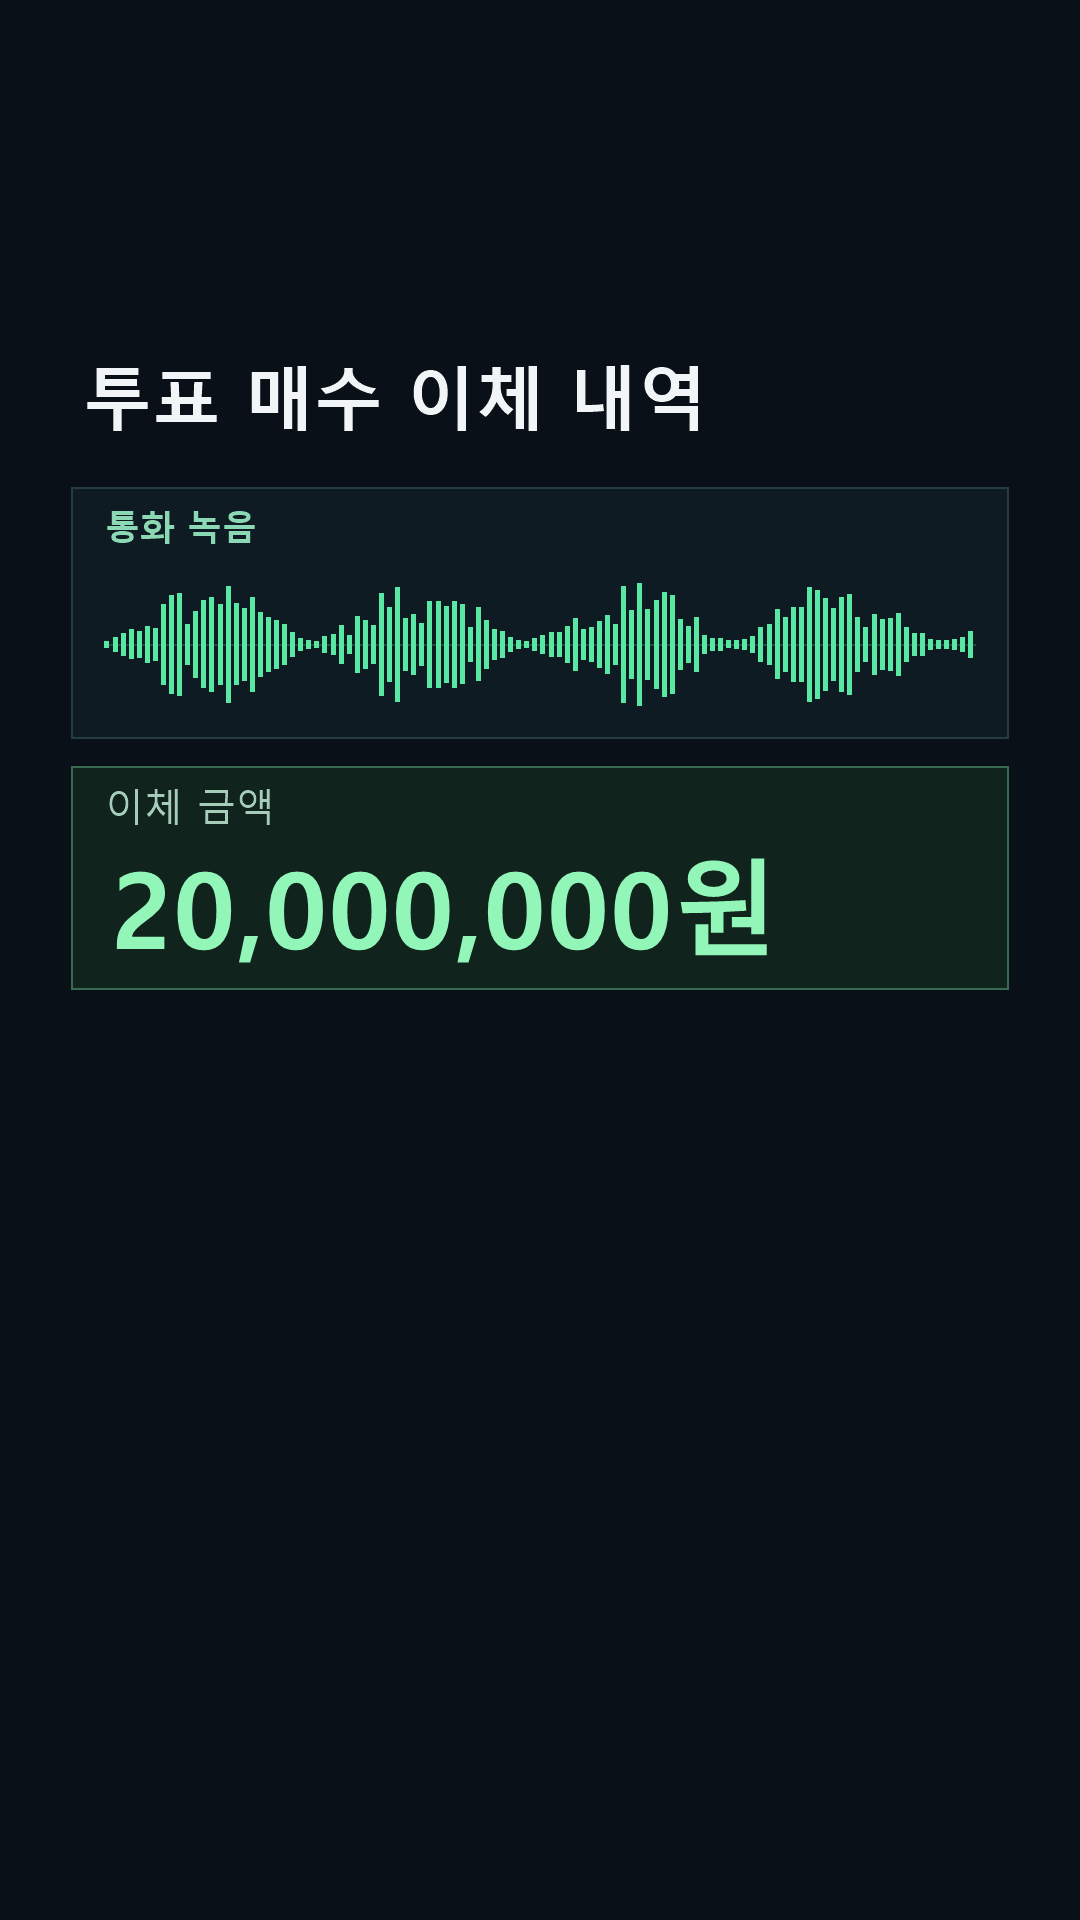 투표 매수 이체 내역
통화 녹음
이체 금액
20,000,000원